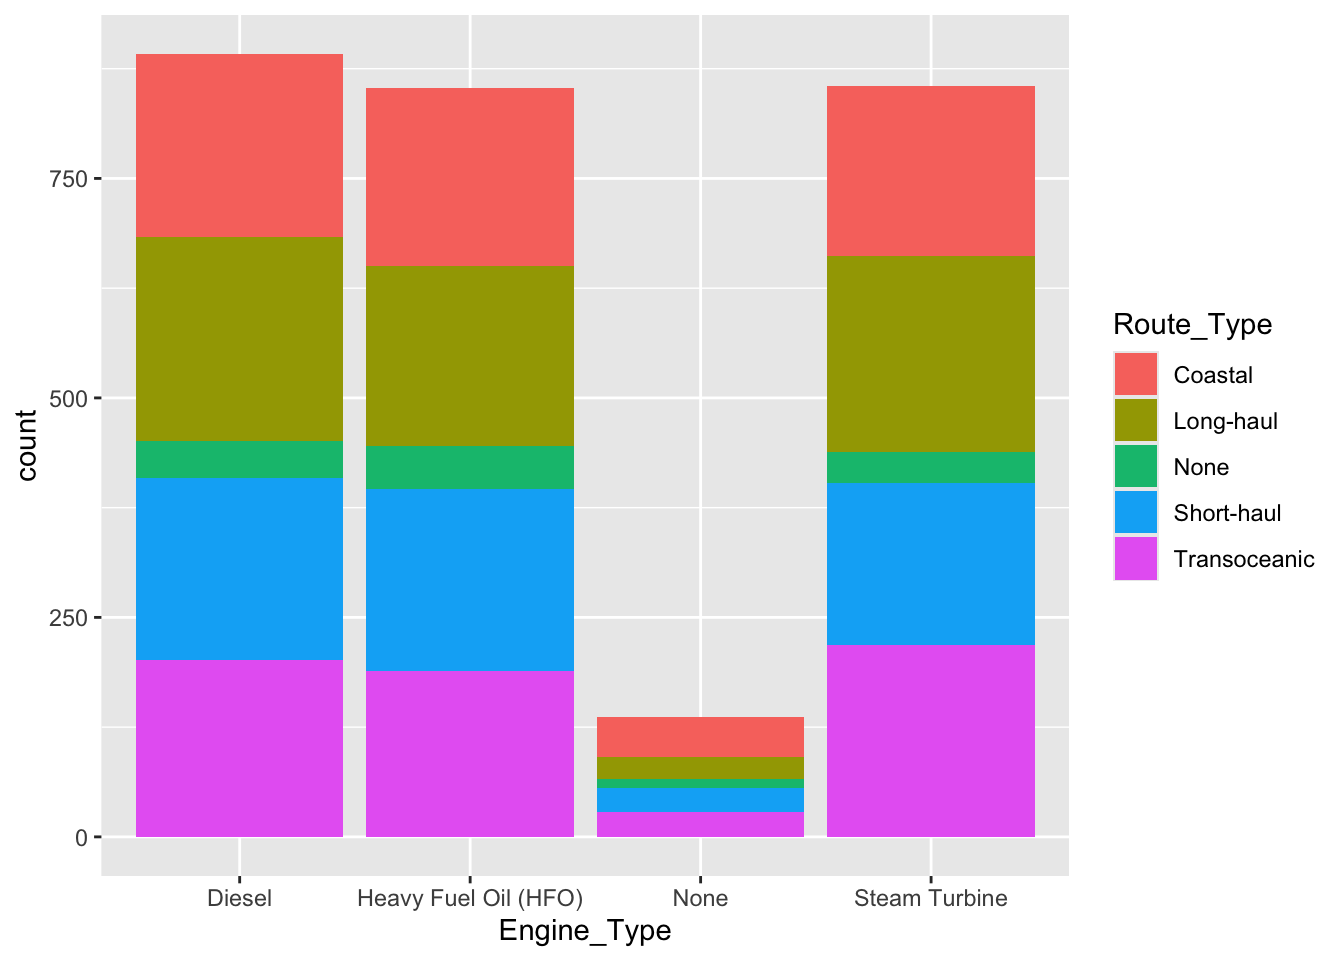 750
500
250
0
count
Diesel
Heavy Fuel Oil (HFO)
None
Steam Turbine
Engine_Type
Route_Type
Coastal
Long-haul
None
Short-haul
Transoceanic